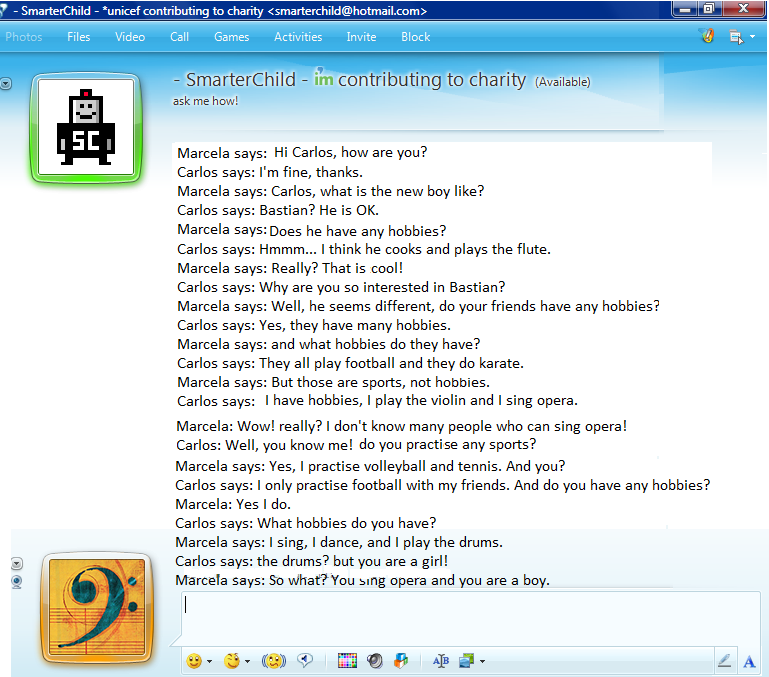 - SmarterChild - *unicef contributing to charity <smarterchild@hotmail.com>
Photos Files Video Call Games Activities Invite Block
- SmarterChild - im contributing to charity (Available)
ask me how!
SC
Marcela says: Hi Carlos, how are you?
Carlos says: I'm fine, thanks.
Marcela says: Carlos, what is the new boy like?
Carlos says: Bastian? He is OK.
Marcela says: Does he have any hobbies?
Carlos says: Hmmm... I think he cooks and plays the flute.
Marcela says: Really? That is cool!
Carlos says: Why are you so interested in Bastian?
Marcela says: Well, he seems different, do your friends have any hobbies?
Carlos says: Yes, they have many hobbies.
Marcela says: and what hobbies do they have?
Carlos says: They all play football and they do karate.
Marcela says: But those are sports, not hobbies.
Carlos says: I have hobbies, I play the violin and I sing opera.
Marcela: Wow! really? I don't know many people who can sing opera!
Carlos: Well, you know me! do you practise any sports?
Marcela says: Yes, I practise volleyball and tennis. And you?
Carlos says: I only practise football with my friends. And do you have any hobbies?
Marcela: Yes I do.
Carlos says: What hobbies do you have?
Marcela says: I sing, I dance, and I play the drums.
Carlos says: the drums? but you are a girl!
Marcela says: So what? You sing opera and you are a boy.
AB
A